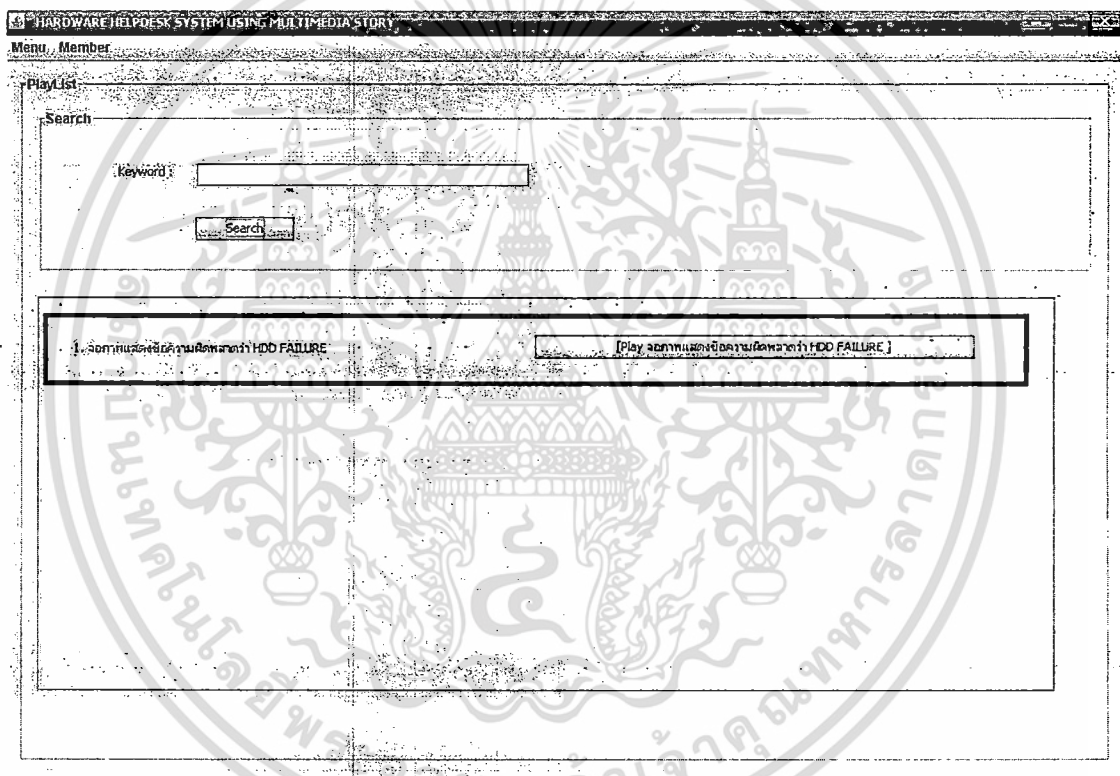 HARDWARE HELPDESK SYSTEM USING MULTIMEDIA STORY
Menu Member
PlayList
Search
Keyword :
Search
1. จอภาพแสดงข้อความผิดพลาดว่า HDD FAILURE
[Play จอภาพแสดงข้อความผิดพลาดว่า HDD FAILURE ]